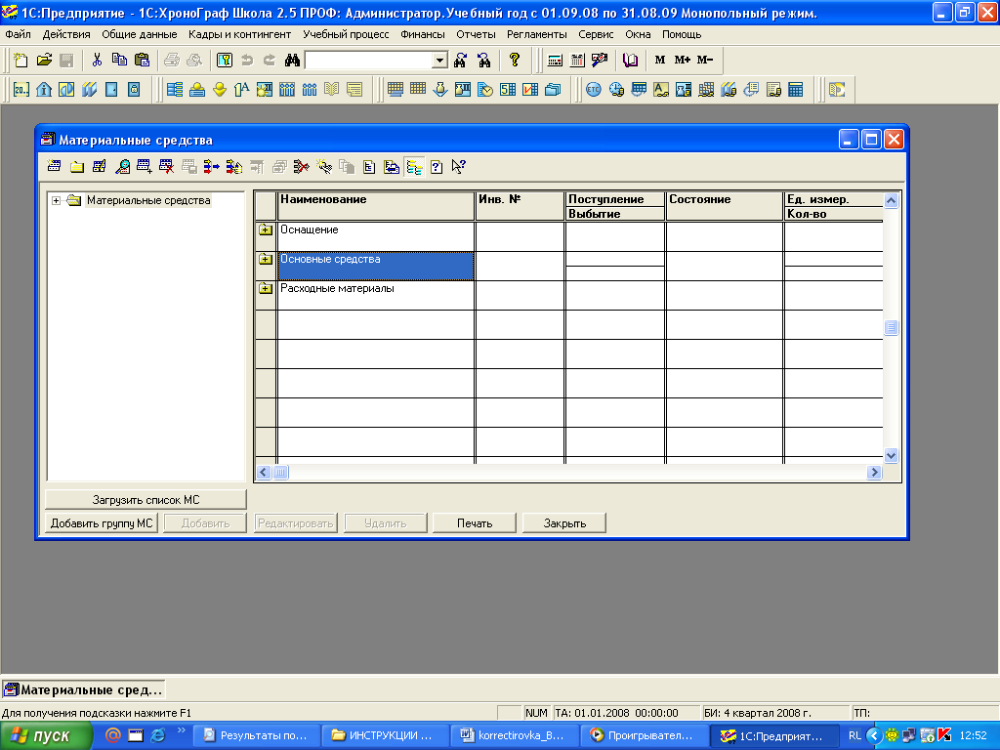 1С:Предприятие - 1С:ХроноГраф Школа 2.5 ПРОФ: Администратор.Учебный год с 01.09.08 по 31.08.09 Монопольный режим.
Файл Действия Общие данные Кадры и контингент Учебный процесс Финансы Отчеты Регламенты Сервис Окна Помощь
M M+ M-
Материальные средства
Материальные средства
Наименование Инв. № Поступление Состояние Ед. измер.
Выбытие Кол-во
Оснащение
Основные средства
Расходные материалы
Загрузить список МС
Добавить группу МС Добавить Редактировать Удалить Печать Закрыть
Материальные сред...
Для получения подсказки нажмите F1 NUM ТА: 01.01.2008 00:00:00 БИ: 4 квартал 2008 г. ТП:
пуск Результаты по... ИНСТРУКЦИИ ... korrectirovka_B... Проигрывател... 1С:Предприят... RL 12:52